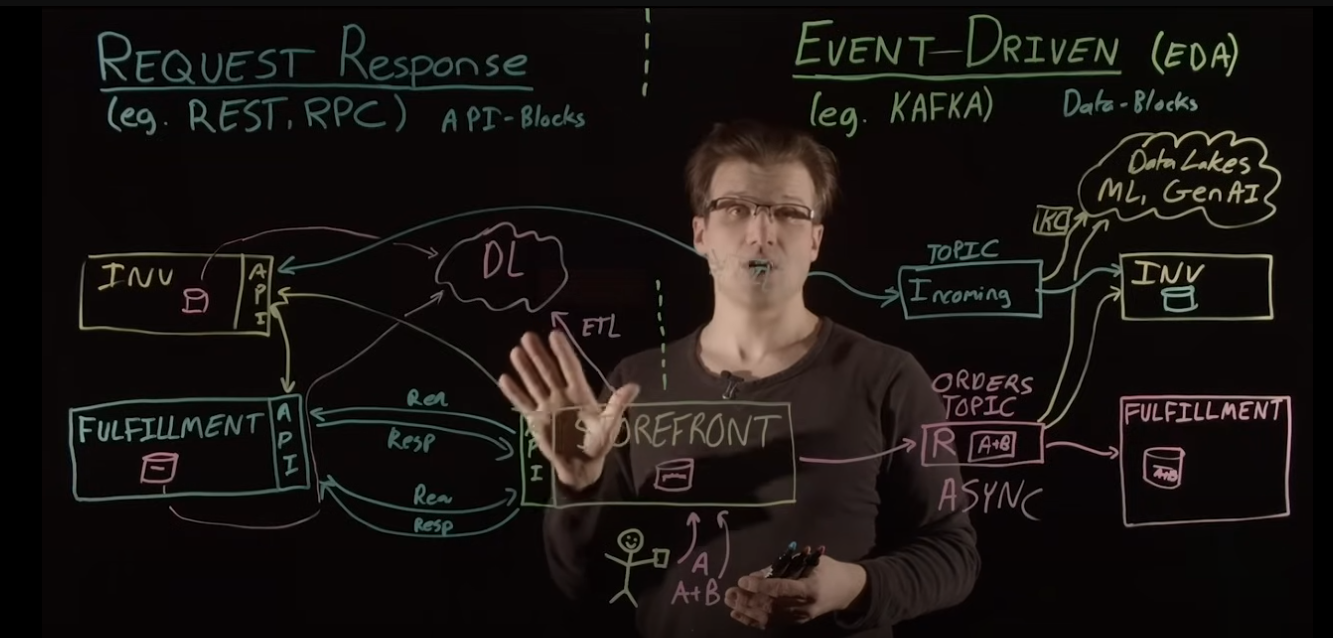 REQUEST Response
(eg. REST, RPC) API-Blocks
EVENT-DRIVEN (EDA)
(eg. KAFKA) Data-Blocks
INV
API
DL
ETL
FULFILLMENT
API
Req
Resp
Req
Resp
API
STOREFRONT
A
A+B
TOPIC
Incoming
KC
Data Lakes
ML, GenAI
INV
ORDERS
TOPIC
R A+B
ASYNC
FULFILLMENT
A+B